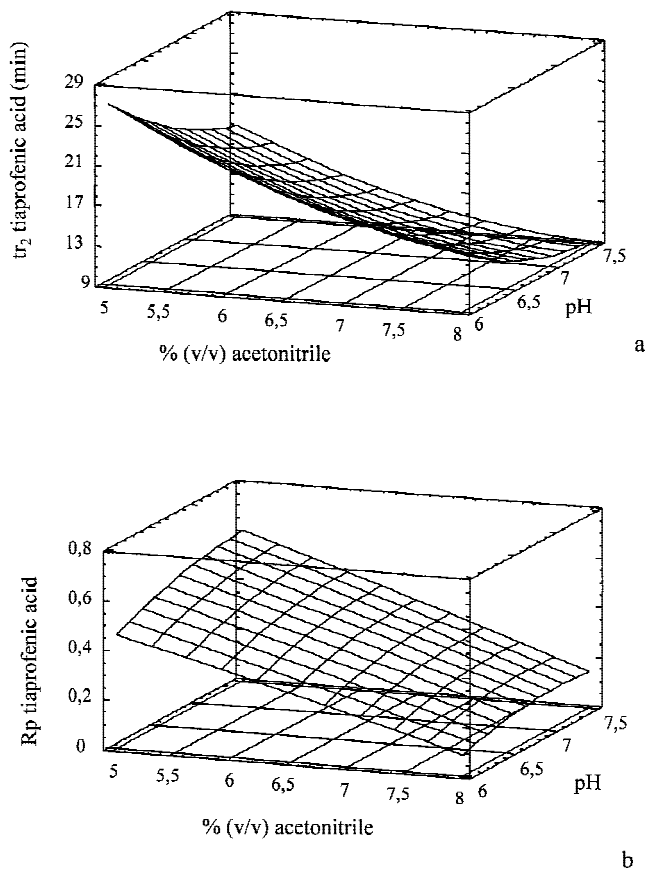 29
25
21
17
13
9
tr2 tiaprofenic acid (min)
5 5,5 6 6,5 7 7,5 8
% (v/v) acetonitrile
6 6,5 7 7,5
pH
a
0,8
0,6
0,4
0,2
0
Rp tiaprofenic acid
5 5,5 6 6,5 7 7,5 8
% (v/v) acetonitrile
6 6,5 7 7,5
pH
b